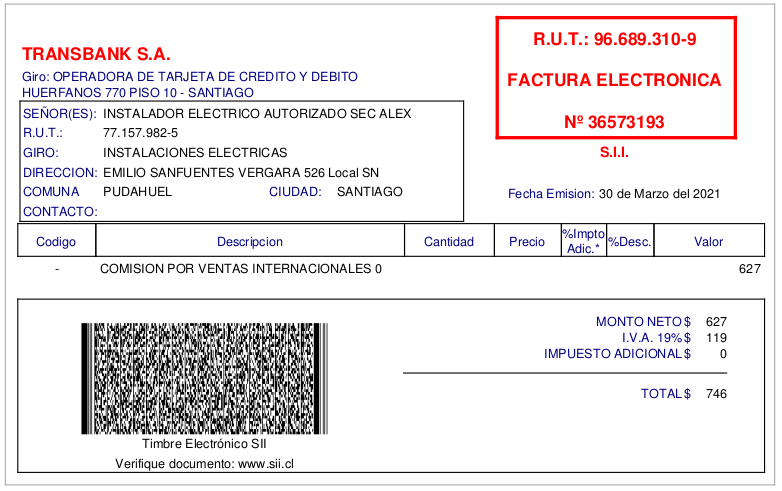 TRANSBANK S.A.
Giro: OPERADORA DE TARJETA DE CREDITO Y DEBITO
HUERFANOS 770 PISO 10 - SANTIAGO
R.U.T.: 96.689.310-9
FACTURA ELECTRONICA
Nº 36573193
S.I.I.
SEÑOR(ES): INSTALADOR ELECTRICO AUTORIZADO SEC ALEX
R.U.T.: 77.157.982-5
GIRO: INSTALACIONES ELECTRICAS
DIRECCION: EMILIO SANFUENTES VERGARA 526 Local SN
COMUNA PUDAHUEL CIUDAD: SANTIAGO
CONTACTO:
Fecha Emision: 30 de Marzo del 2021
Codigo Descripcion Cantidad Precio %Impto Adic.* %Desc. Valor
- COMISION POR VENTAS INTERNACIONALES 0 627
MONTO NETO $ 627
I.V.A. 19% $ 119
IMPUESTO ADICIONAL $ 0
TOTAL $ 746
Timbre Electrónico SII
Verifique documento: www.sii.cl